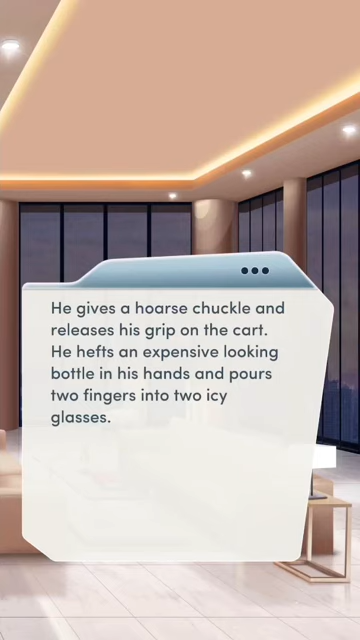 He gives a hoarse chuckle and
releases his grip on the cart.
He hefts an expensive looking
bottle in his hands and pours
two fingers into two icy
glasses.